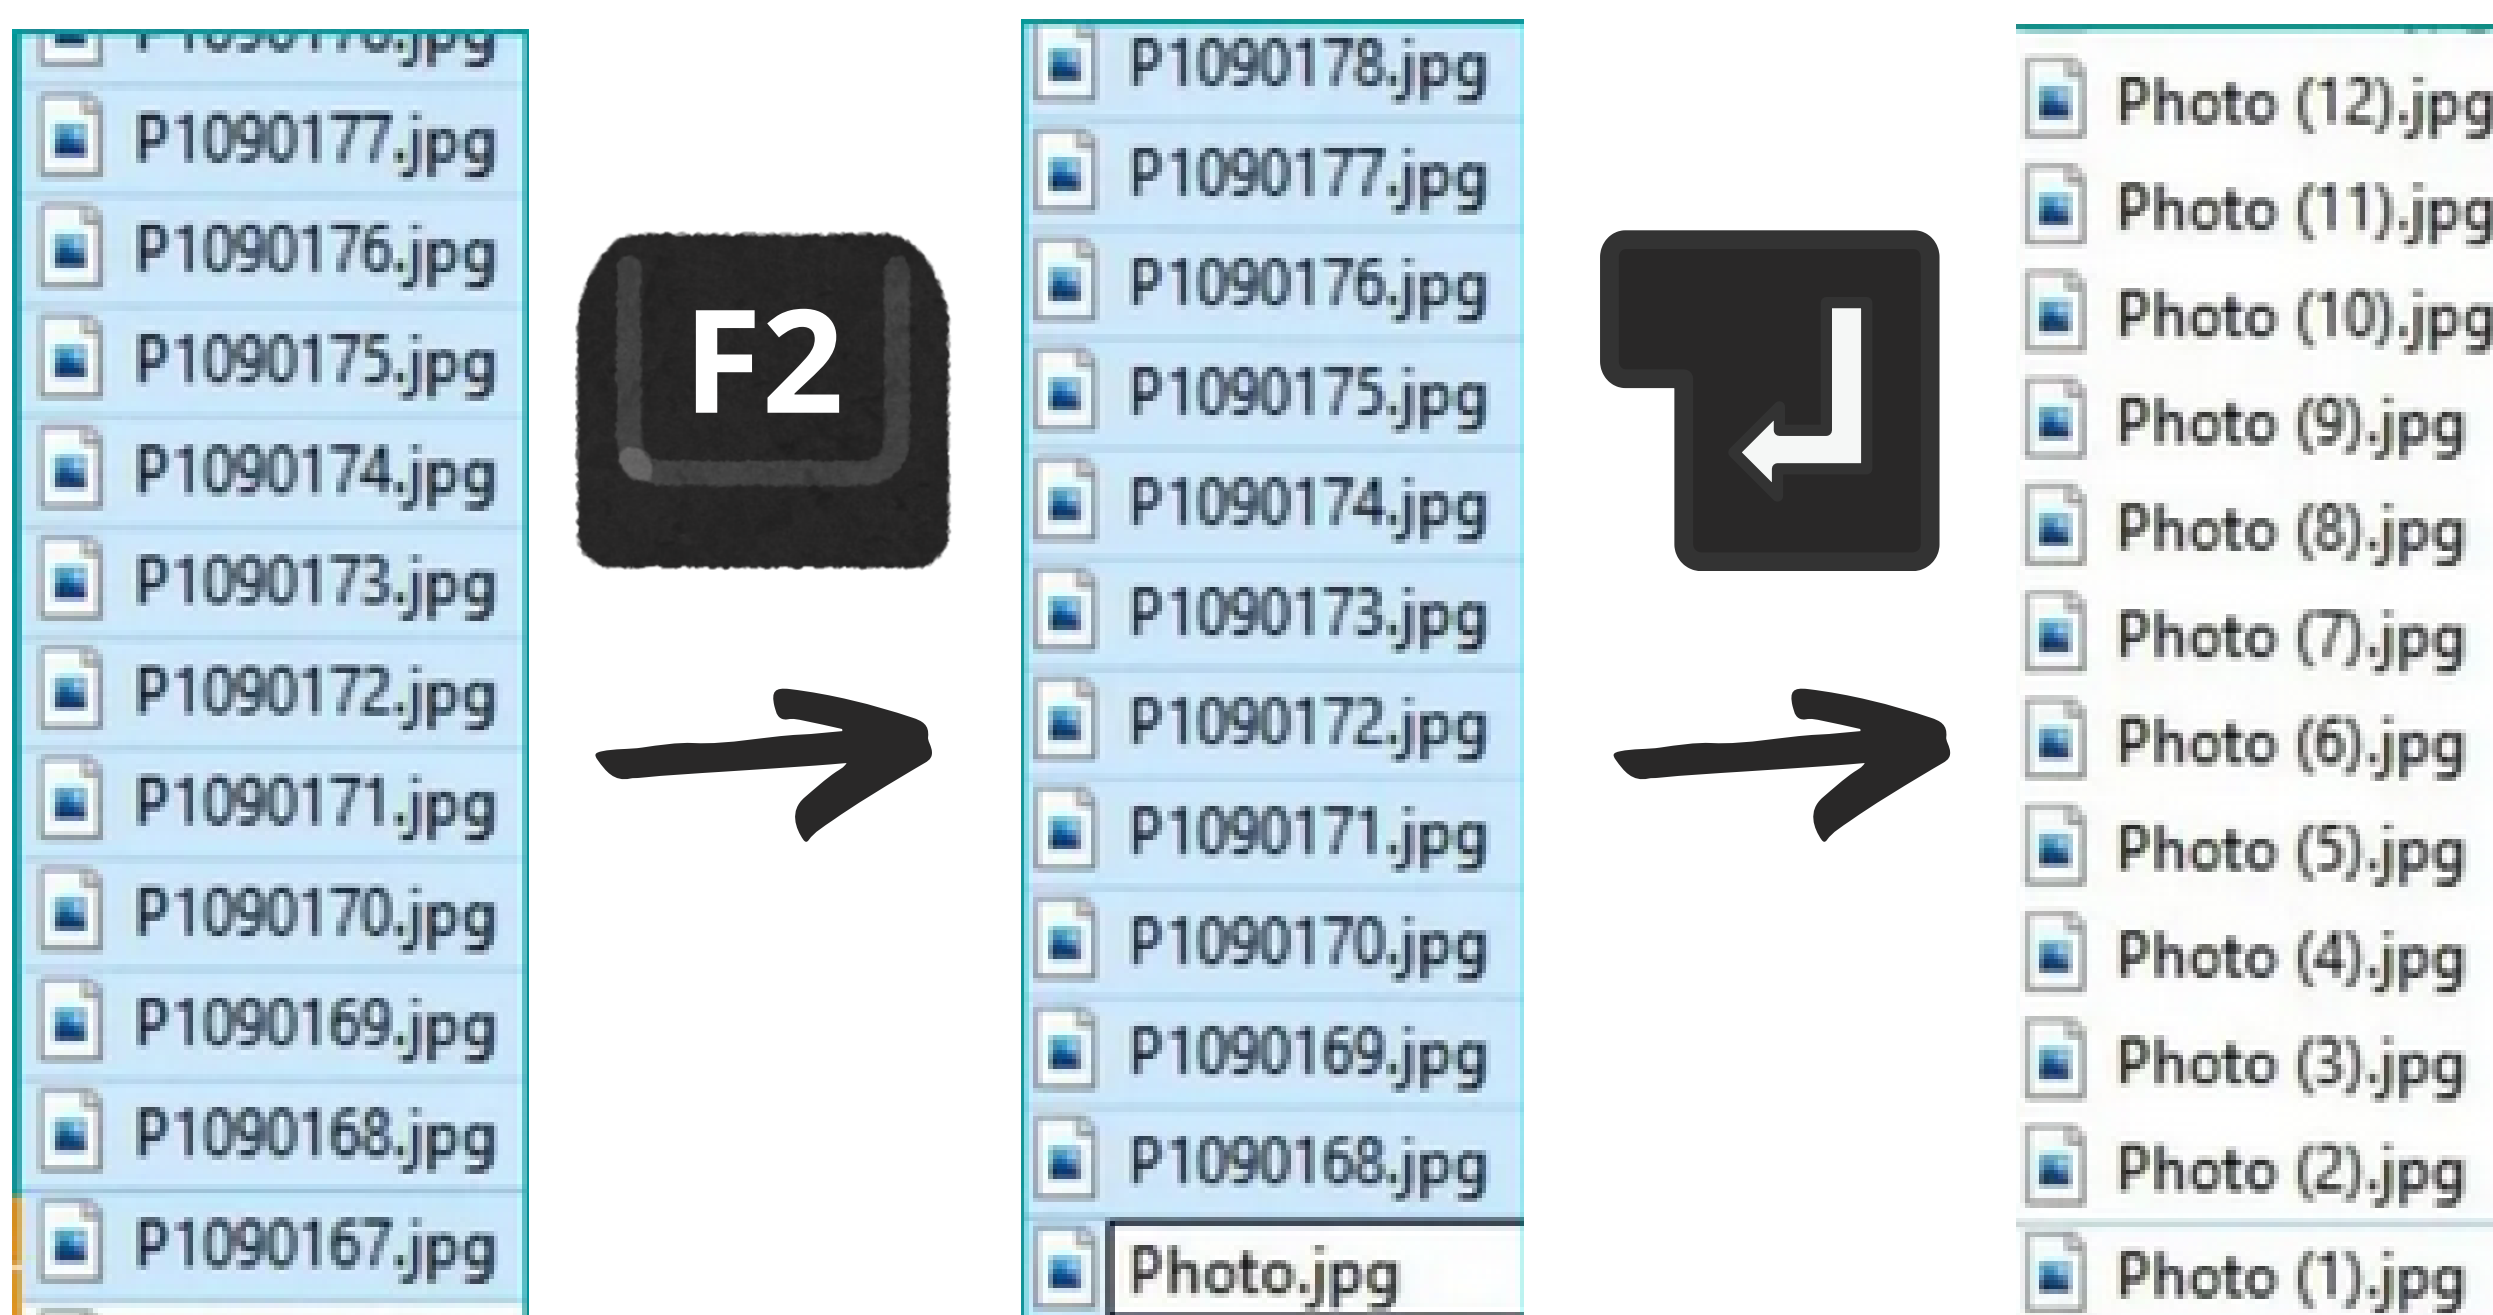 P1090178.jpg
P1090177.jpg
P1090176.jpg
P1090175.jpg
P1090174.jpg
P1090173.jpg
P1090172.jpg
P1090171.jpg
P1090170.jpg
P1090169.jpg
P1090168.jpg
P1090167.jpg
F2
P1090178.jpg
P1090177.jpg
P1090176.jpg
P1090175.jpg
P1090174.jpg
P1090173.jpg
P1090172.jpg
P1090171.jpg
P1090170.jpg
P1090169.jpg
P1090168.jpg
Photo.jpg
Photo (12).jpg
Photo (11).jpg
Photo (10).jpg
Photo (9).jpg
Photo (8).jpg
Photo (7).jpg
Photo (6).jpg
Photo (5).jpg
Photo (4).jpg
Photo (3).jpg
Photo (2).jpg
Photo (1).jpg